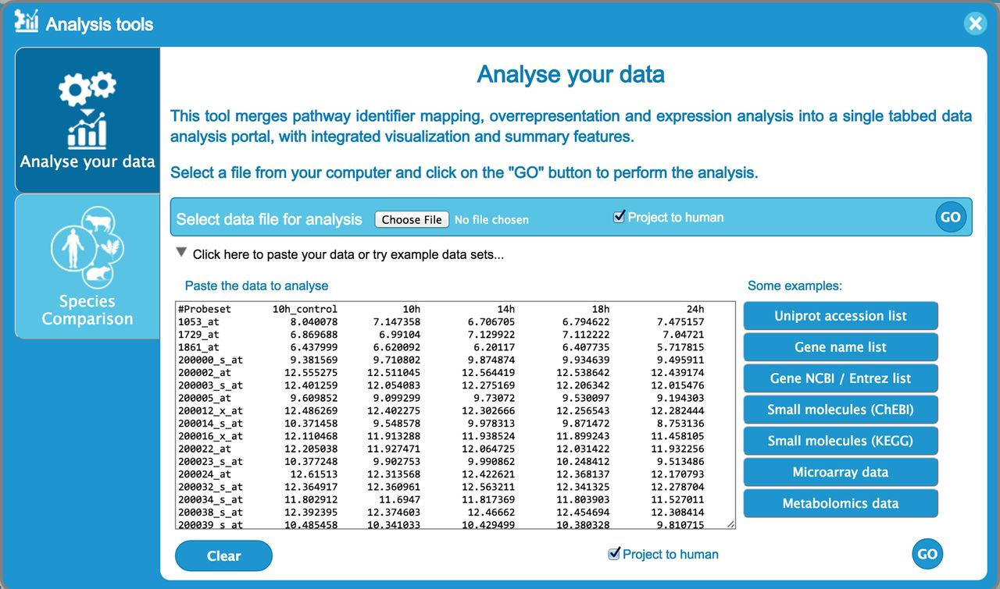 Analysis tools
Analyse your data
Species
Comparison
Analyse your data
This tool merges pathway identifier mapping, overrepresentation and expression analysis into a single tabbed data
analysis portal, with integrated visualization and summary features.
Select a file from your computer and click on the "GO" button to perform the analysis.
Select data file for analysis Choose File No file chosen Project to human GO
Click here to paste your data or try example data sets...
Paste the data to analyse
#Probeset 10h_control 10h 14h 18h 24h
1053_at 8.040078 7.147358 6.706705 6.794622 7.475157
1729_at 6.869688 6.99104 7.129922 7.112222 7.04721
1861_at 6.437999 6.620092 6.20117 6.407735 5.717815
200000_s_at 9.381569 9.710802 9.874874 9.934639 9.495911
200002_at 12.555275 12.511045 12.564419 12.538642 12.439174
200003_s_at 12.401259 12.054083 12.275169 12.206342 12.015476
200005_at 9.609852 9.099299 9.73072 9.530097 9.194303
200012_x_at 12.486269 12.402275 12.302666 12.256543 12.282444
200014_s_at 10.371458 9.548578 9.978313 9.871472 8.753136
200016_x_at 12.110468 11.913288 11.938524 11.899243 11.458105
200022_at 12.205038 11.927471 12.064725 12.031422 11.932256
200023_s_at 10.377248 9.902753 9.990862 10.248412 9.513486
200024_at 12.61513 12.313568 12.422621 12.368137 12.170793
200032_s_at 12.364917 12.360961 12.563211 12.341325 12.278704
200034_s_at 11.802912 11.6947 11.817369 11.803903 11.527011
200038_s_at 12.392395 12.374603 12.46662 12.454694 12.308414
200039_s_at 10.485458 10.341033 10.429499 10.380328 9.810715
Some examples:
Uniprot accession list
Gene name list
Gene NCBI / Entrez list
Small molecules (ChEBI)
Small molecules (KEGG)
Microarray data
Metabolomics data
Clear Project to human GO